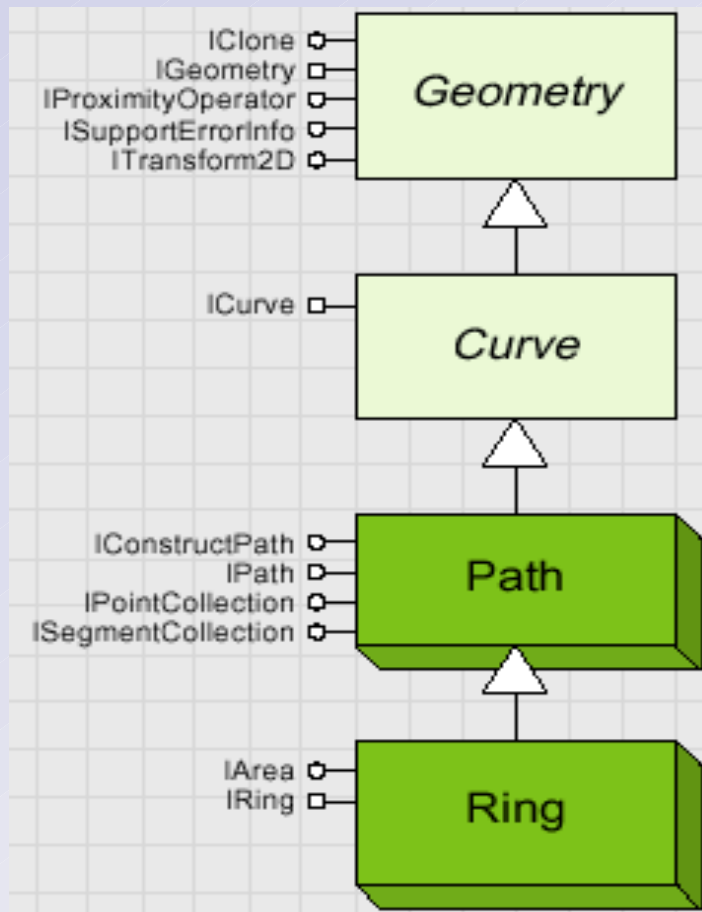 IClone
IGeometry
IProximityOperator
ISupportErrorInfo
ITransform2D
Geometry
ICurve
Curve
IConstructPath
IPath
IPointCollection
ISegmentCollection
Path
IArea
IRing
Ring